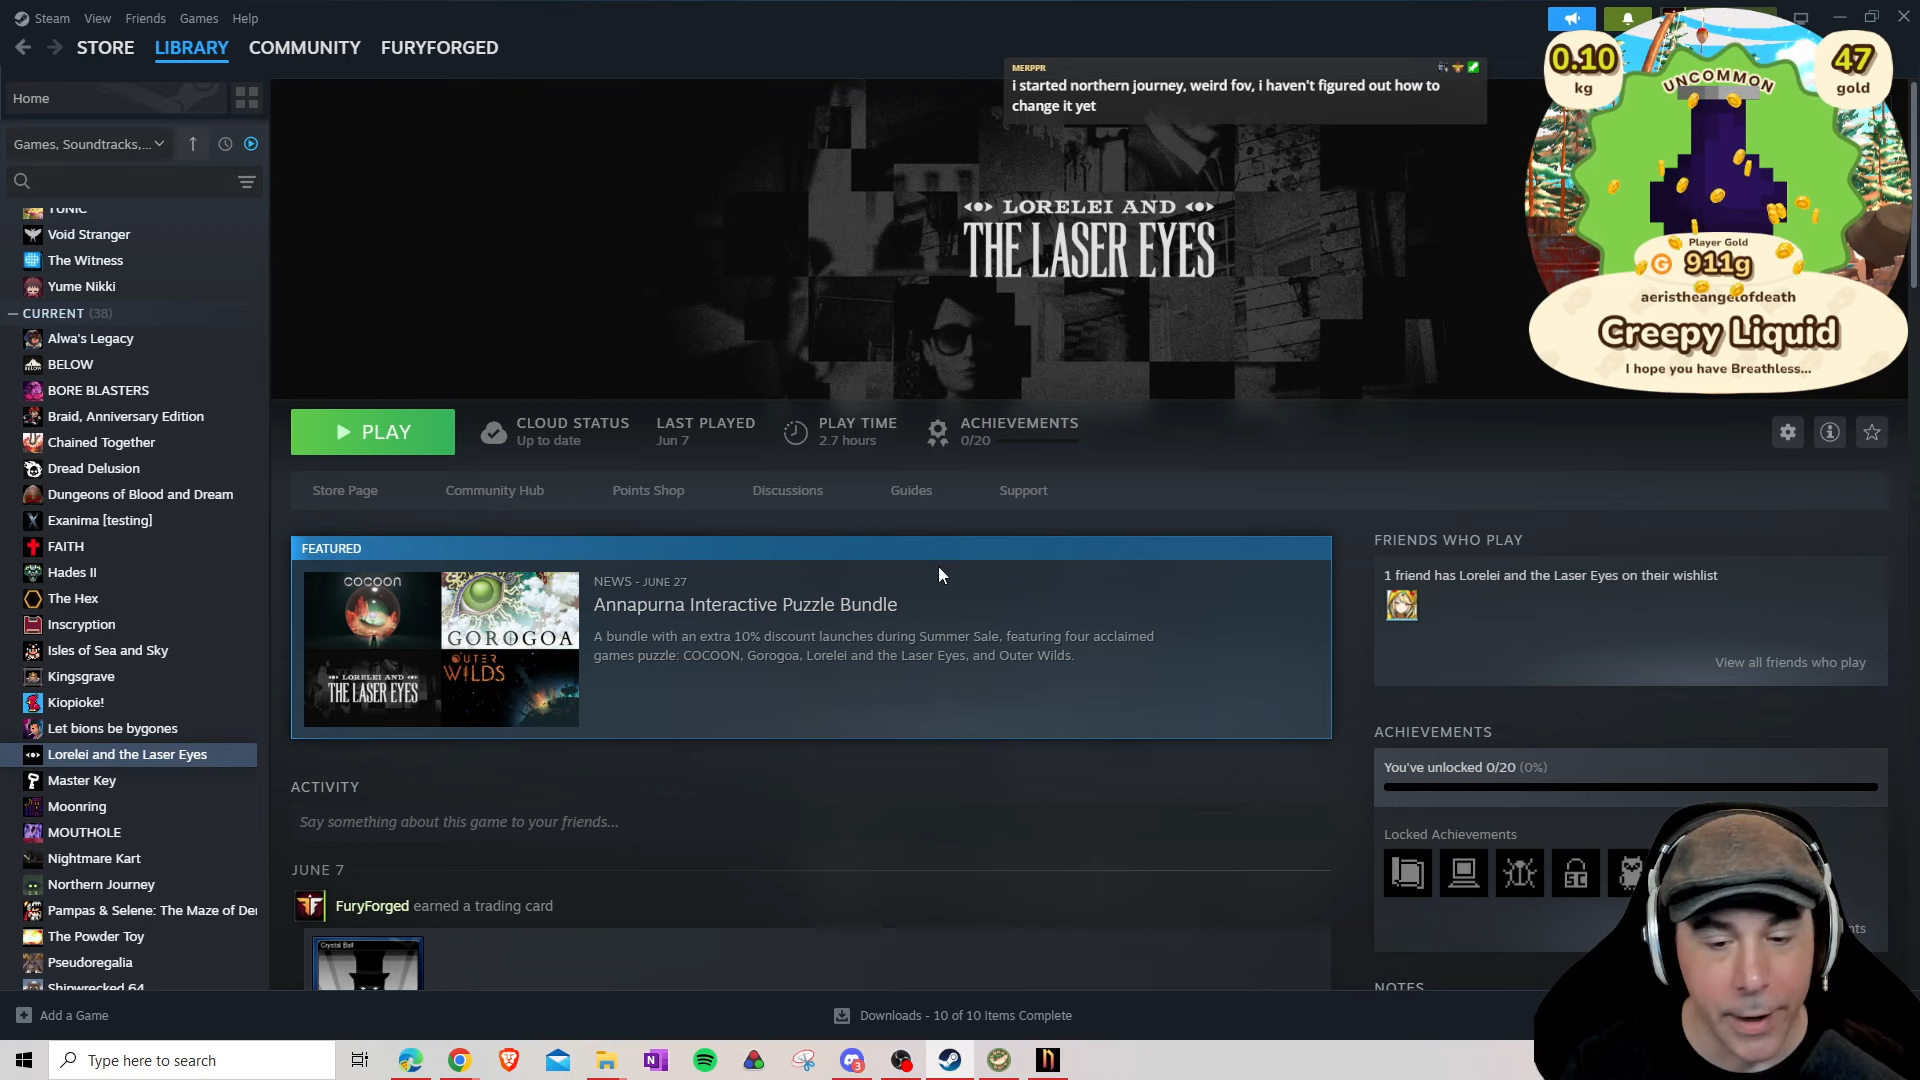 Steam View Friends Games Help
STORE LIBRARY COMMUNITY FURYFORGED
Home
Games, Soundtracks,...
TUNIC
Void Stranger
The Witness
Yume Nikki
CURRENT (38)
Alwa's Legacy
BELOW
BORE BLASTERS
Braid, Anniversary Edition
Chained Together
Dread Delusion
Dungeons of Blood and Dream
Exanima [testing]
FAITH
Hades II
The Hex
Inscryption
Isles of Sea and Sky
Kingsgrave
Kiopioke!
Let bions be bygones
Lorelei and the Laser Eyes
Master Key
Moonring
MOUTHOLE
Nightmare Kart
Northern Journey
Pampas & Selene: The Maze of De
The Powder Toy
Pseudoregalia
Shipwrecked 64
Add a Game
MERPPR
i started northern journey, weird fov, i haven't figured out how to
change it yet
LORELEI AND
THE LASER EYES
0.10
kg
UNCOMMON
47
gold
Player Gold
G 911g
aeristheangelofdeath
Creepy Liquid
I hope you have Breathless...
PLAY
CLOUD STATUS
Up to date
LAST PLAYED
Jun 7
PLAY TIME
2.7 hours
ACHIEVEMENTS
0/20
Store Page Community Hub Points Shop Discussions Guides Support
FEATURED
COCOON
GOROGOA
LORELEI AND
THE LASER EYES
OUTER
WILDS
NEWS - JUNE 27
Annapurna Interactive Puzzle Bundle
A bundle with an extra 10% discount launches during Summer Sale, featuring four acclaimed
games puzzle: COCOON, Gorogoa, Lorelei and the Laser Eyes, and Outer Wilds.
ACTIVITY
Say something about this game to your friends...
JUNE 7
FF
FuryForged earned a trading card
Crystal Ball
FRIENDS WHO PLAY
1 friend has Lorelei and the Laser Eyes on their wishlist
View all friends who play
ACHIEVEMENTS
You've unlocked 0/20 (0%)
Locked Achievements
SC
nts
NOTES
Downloads - 10 of 10 Items Complete
Type here to search
N
3